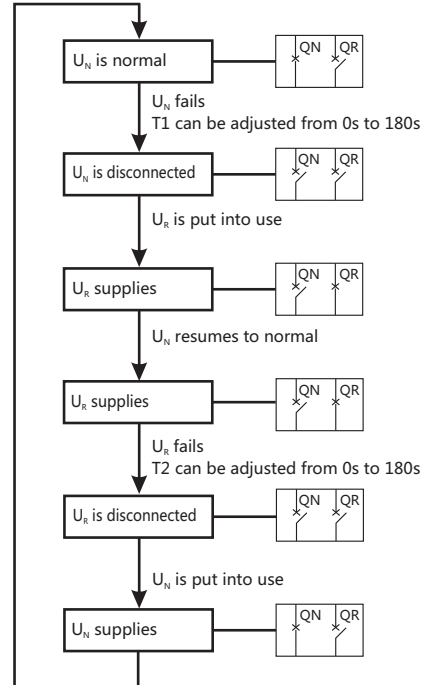 U_N is normal
QN QR
U_N fails
T1 can be adjusted from 0s to 180s
U_N is disconnected
QN QR
U_R is put into use
U_R supplies
QN QR
U_N resumes to normal
U_R supplies
QN QR
U_R fails
T2 can be adjusted from 0s to 180s
U_R is disconnected
QN QR
U_N is put into use
U_N supplies
QN QR